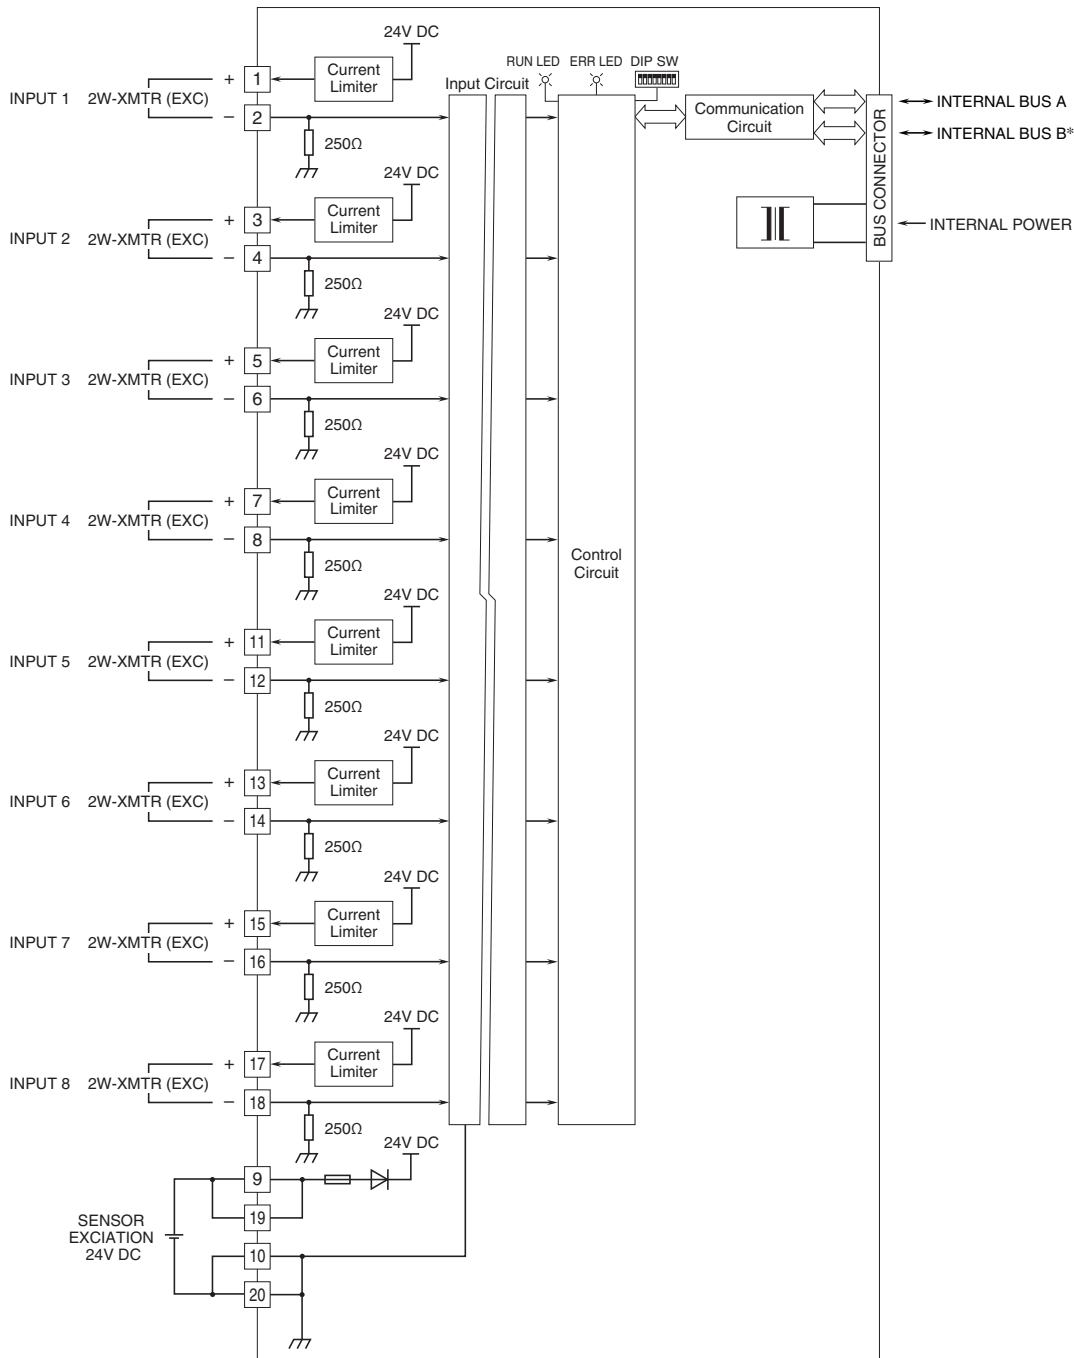 24V DC
RUN LED ERR LED DIP SW
1
Current
Limiter
Input Circuit
INPUT 1 2W-XMTR (EXC)
+
−
2
250Ω
Communication
Circuit
BUS CONNECTOR
INTERNAL BUS A
INTERNAL BUS B*
INTERNAL POWER
24V DC
INPUT 2 2W-XMTR (EXC)
+
−
3
Current
Limiter
4
250Ω
24V DC
INPUT 3 2W-XMTR (EXC)
+
−
5
Current
Limiter
6
250Ω
24V DC
INPUT 4 2W-XMTR (EXC)
+
−
7
Current
Limiter
8
250Ω
Control
Circuit
24V DC
INPUT 5 2W-XMTR (EXC)
+
−
11
Current
Limiter
12
250Ω
24V DC
INPUT 6 2W-XMTR (EXC)
+
−
13
Current
Limiter
14
250Ω
24V DC
INPUT 7 2W-XMTR (EXC)
+
−
15
Current
Limiter
16
250Ω
24V DC
INPUT 8 2W-XMTR (EXC)
+
−
17
Current
Limiter
18
250Ω
24V DC
9
19
SENSOR
EXCIATION
24V DC
10
20